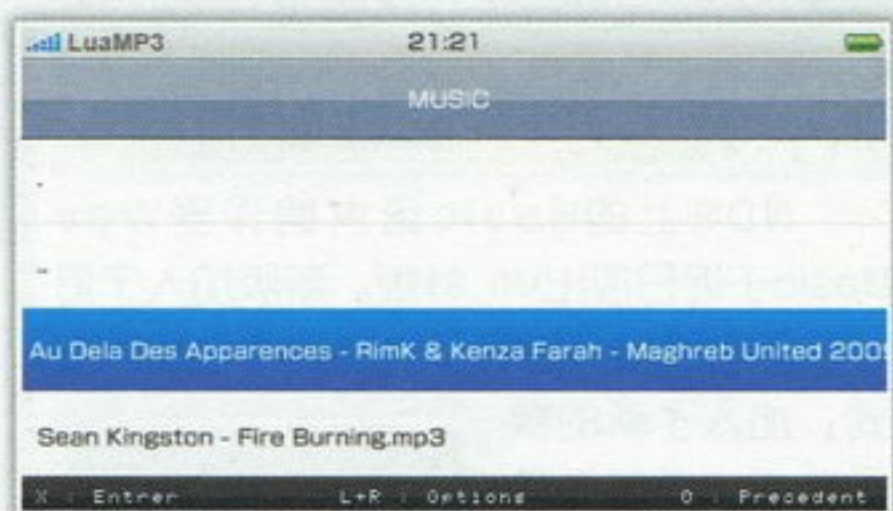 LuaMP3 21:21
MUSIC
.
..
Au Dela Des Apparences - RimK & Kenza Farah - Maghreb United 200
Sean Kingston - Fire Burning.mp3
X : Entrer L+R : Options O : Precedent